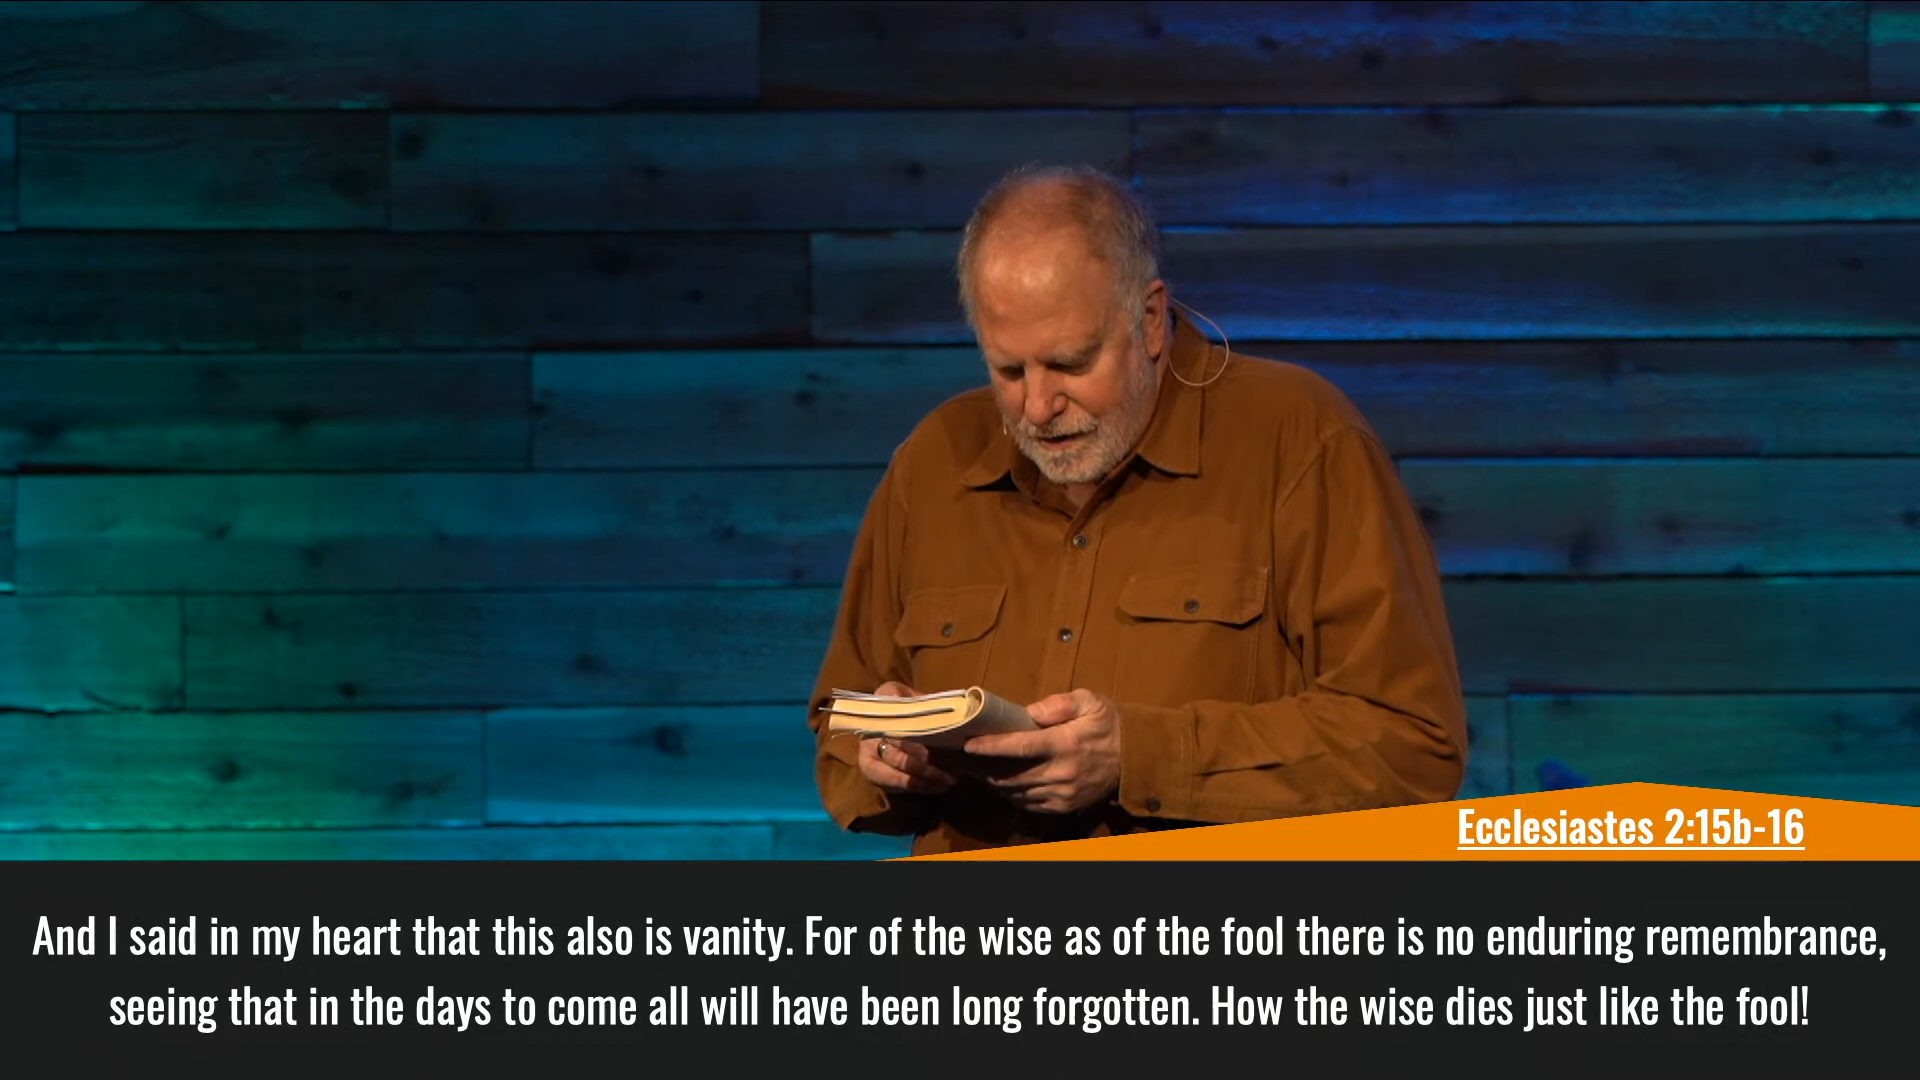 Ecclesiastes 2:15b-16
And I said in my heart that this also is vanity. For of the wise as of the fool there is no enduring remembrance,
seeing that in the days to come all will have been long forgotten. How the wise dies just like the fool!